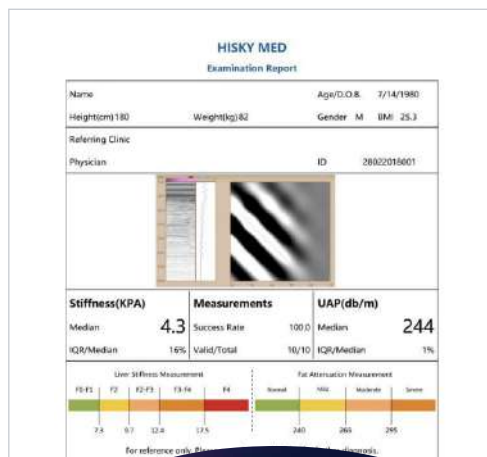 HISKY MED
Examination Report
Name Age/D.O.B. 7/14/1980
Height(cm)180 Weight(kg)82 Gender M BMI 25.3
Referring Clinic
Physician ID 28022018001
Stiffness(KPA) Measurements UAP(db/m)
Median 4.3 Success Rate 100.0 Median 244
IQR/Median 16% Valid/Total 10/10 IQR/Median 1%
Liver Stiffness Measurement Fat Attenuation Measurement
F0-F1 F2 F2-F3 F3-F4 F4 Normal Mild Moderate Severe
7.3 9.7 12.4 17.5 240 265 295
For reference only. diagnosis.